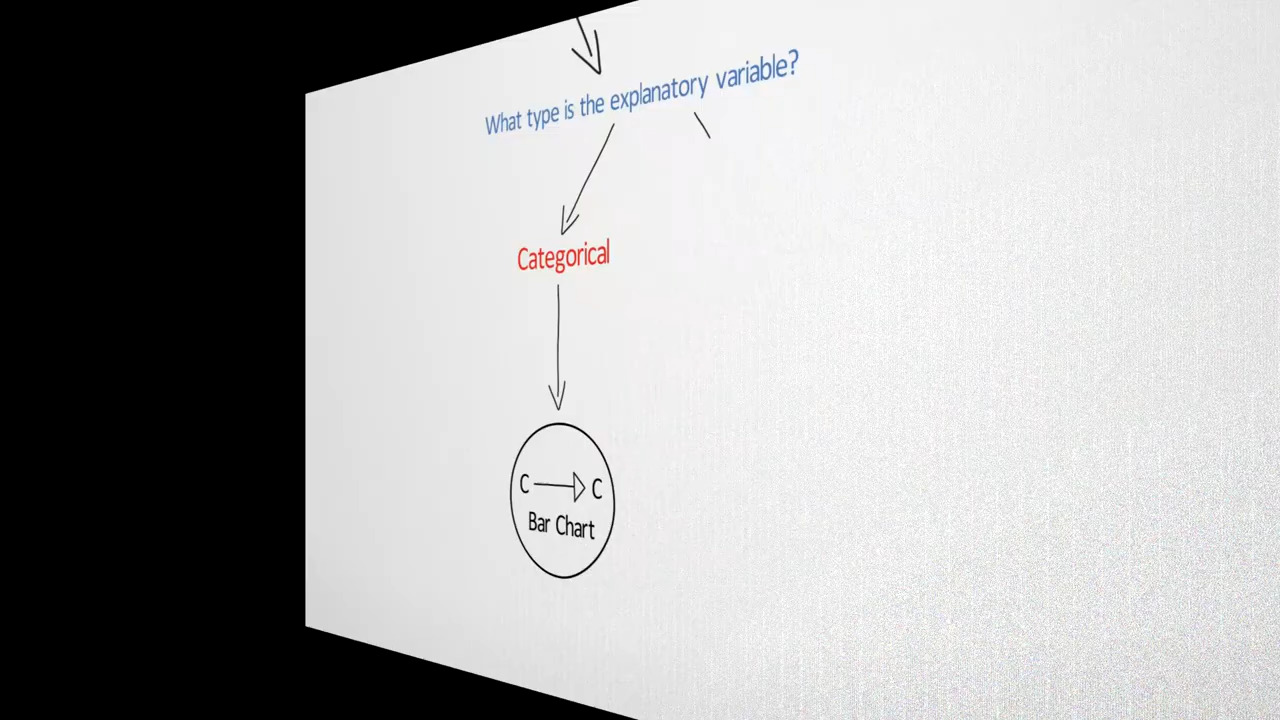 What type is the explanatory variable?
Categorical
C C
Bar Chart